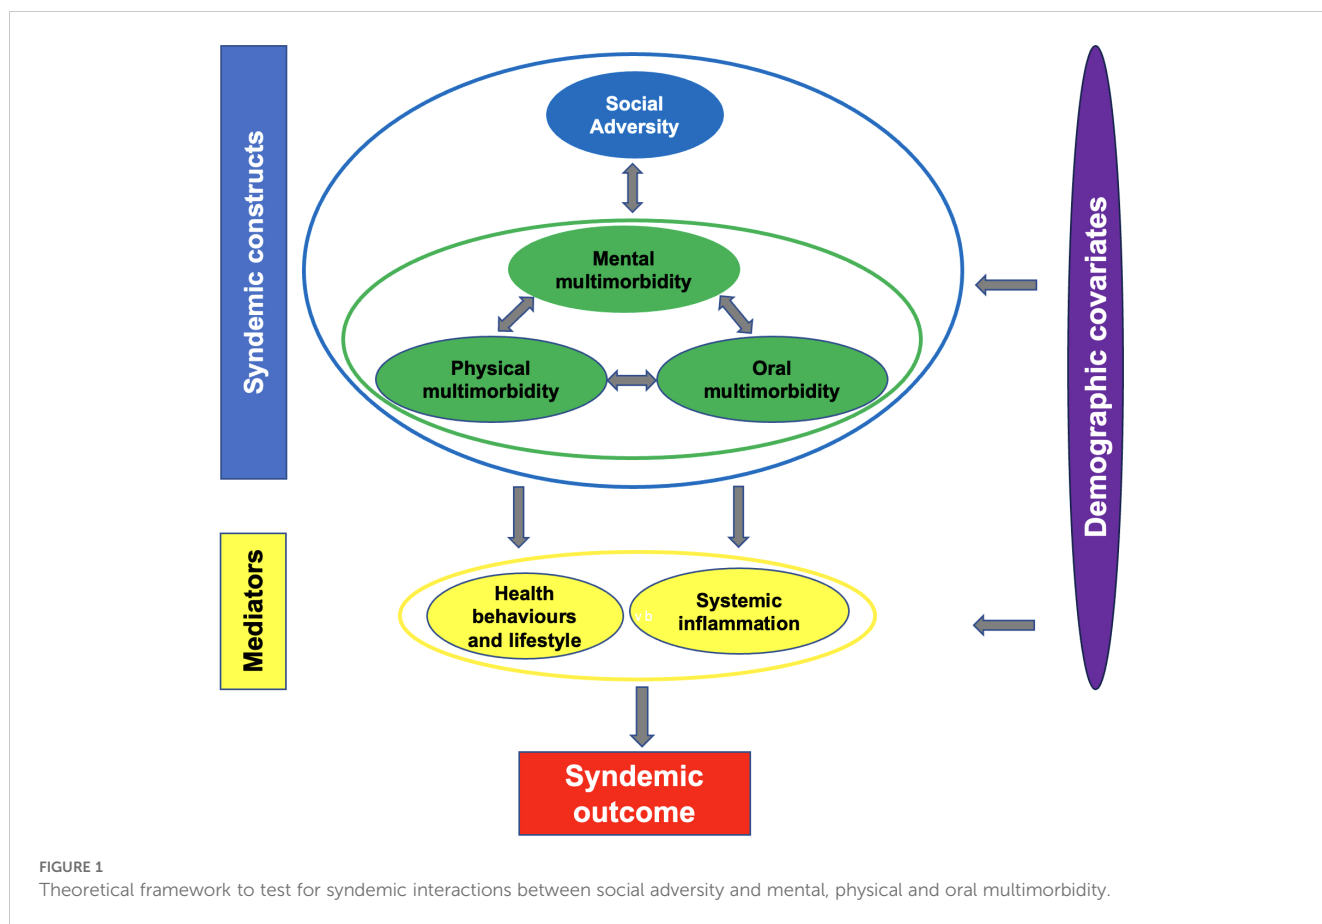 Syndemic constructs
Social
Adversity
Mental
multimorbidity
Physical
multimorbidity
Oral
multimorbidity
Demographic covariates
Mediators
Health
behaviours
and lifestyle
vb
Systemic
inflammation
Syndemic
outcome
FIGURE 1
Theoretical framework to test for syndemic interactions between social adversity and mental, physical and oral multimorbidity.